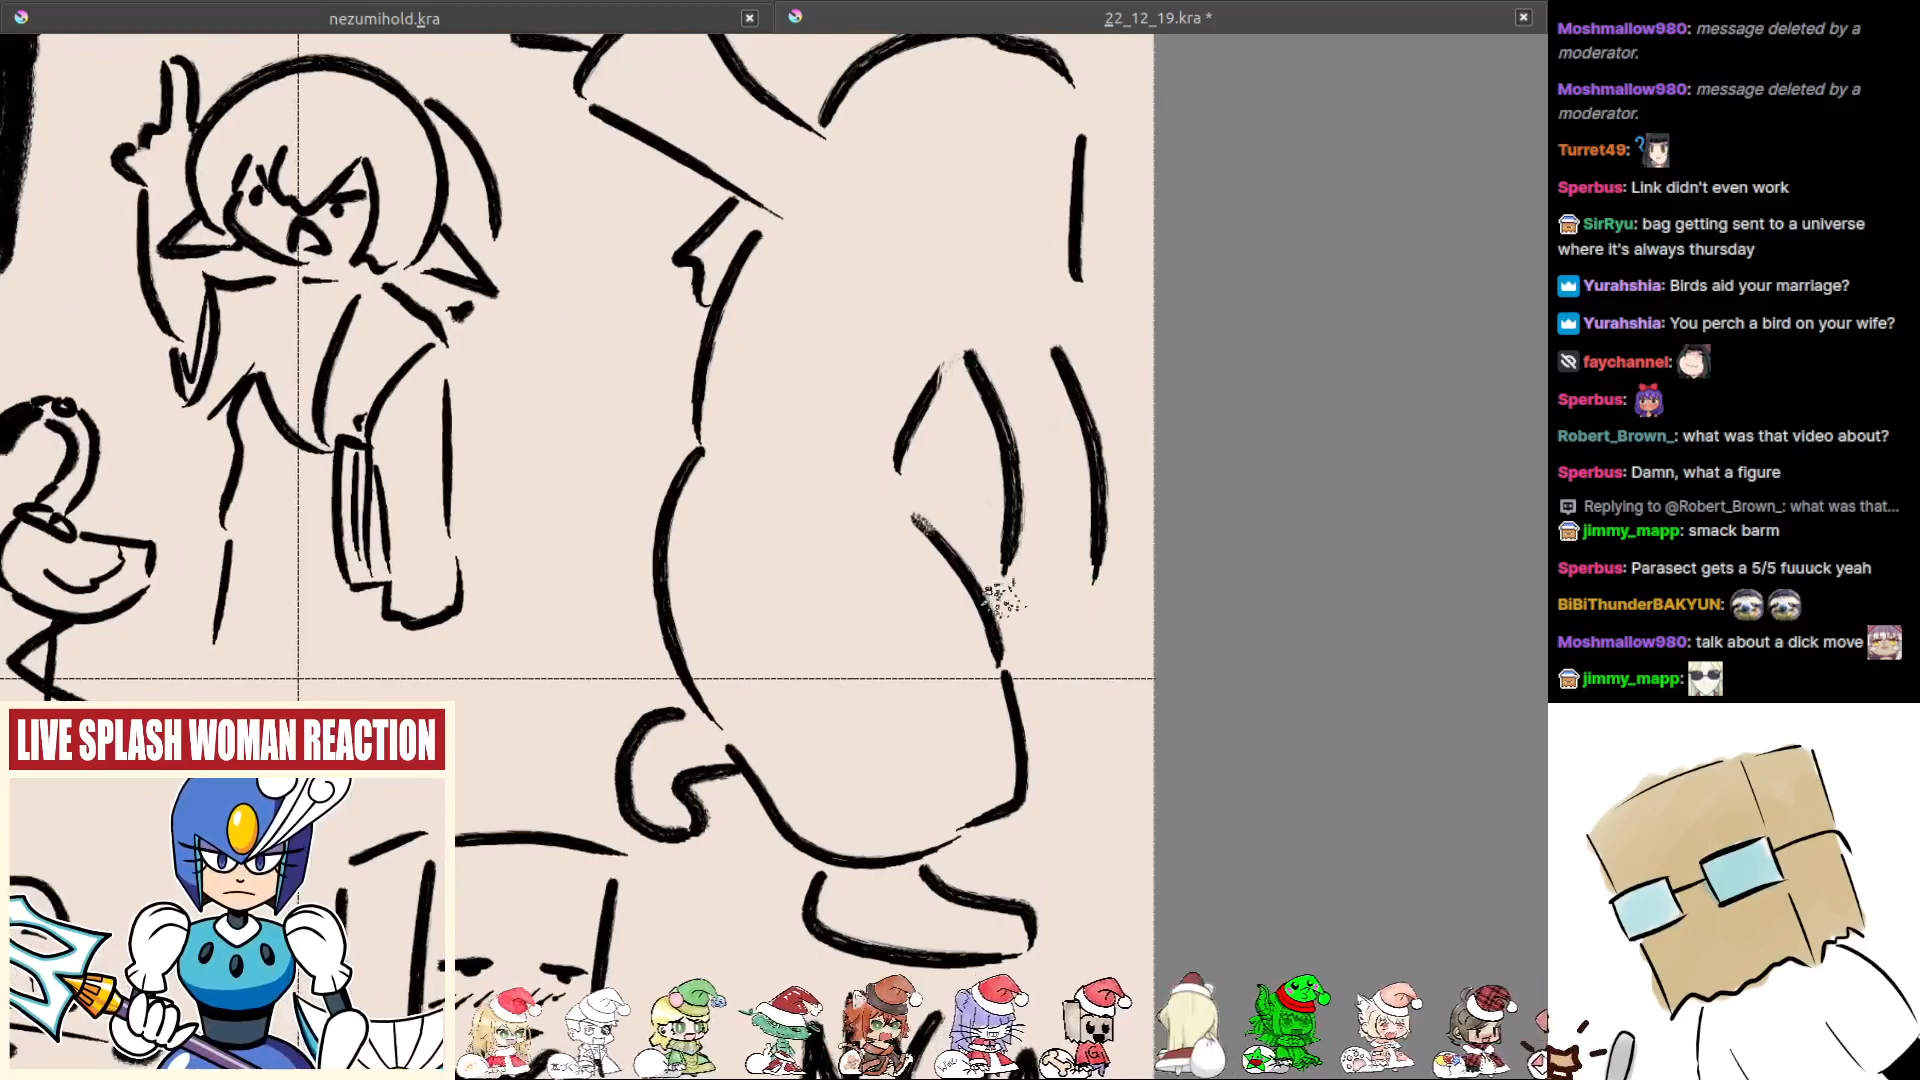 nezumihold.kra
22_12_19.kra *
Moshmallow980: message deleted by a
moderator.
Moshmallow980: message deleted by a
moderator.
Turret49:
Sperbus: Link didn't even work
SirRyu: bag getting sent to a universe
where it's always thursday
Yurahshia: Birds aid your marriage?
Yurahshia: You perch a bird on your wife?
faychannel:
Sperbus:
Robert_Brown_: what was that video about?
Sperbus: Damn, what a figure
Replying to @Robert_Brown_: what was that...
jimmy_mapp: smack barm
Sperbus: Parasect gets a 5/5 fuuuck yeah
BiBiThunderBAKYUN:
Moshmallow980: talk about a dick move
jimmy_mapp:
LIVE SPLASH WOMAN REACTION